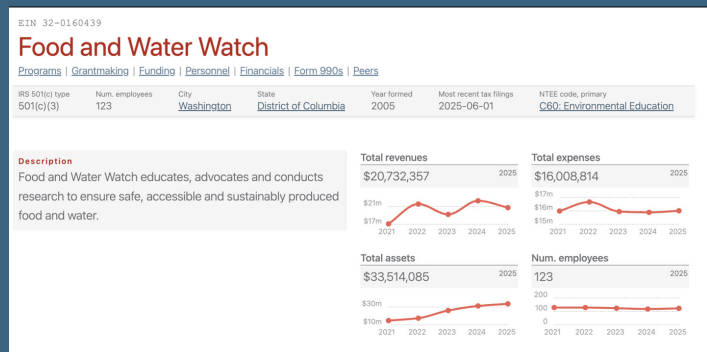 EIN 32-0160439
Food and Water Watch
Programs | Grantmaking | Funding | Personnel | Financials | Form 990s | Peers
IRS 501(c) type Num. employees City State Year formed Most recent tax filings NTEE code, primary
501(c)(3) 123 Washington District of Columbia 2005 2025-06-01 C60: Environmental Education
Description
Food and Water Watch educates, advocates and conducts
research to ensure safe, accessible and sustainably produced
food and water.
Total revenues
$20,732,357 2025
$21m
$17m
2021 2022 2023 2024 2025
Total expenses
$16,008,814 2025
$17m
$16m
$15m
2021 2022 2023 2024 2025
Total assets
$33,514,085 2025
$30m
$10m
2021 2022 2023 2024 2025
Num. employees
123 2025
200
100
0
2021 2022 2023 2024 2025